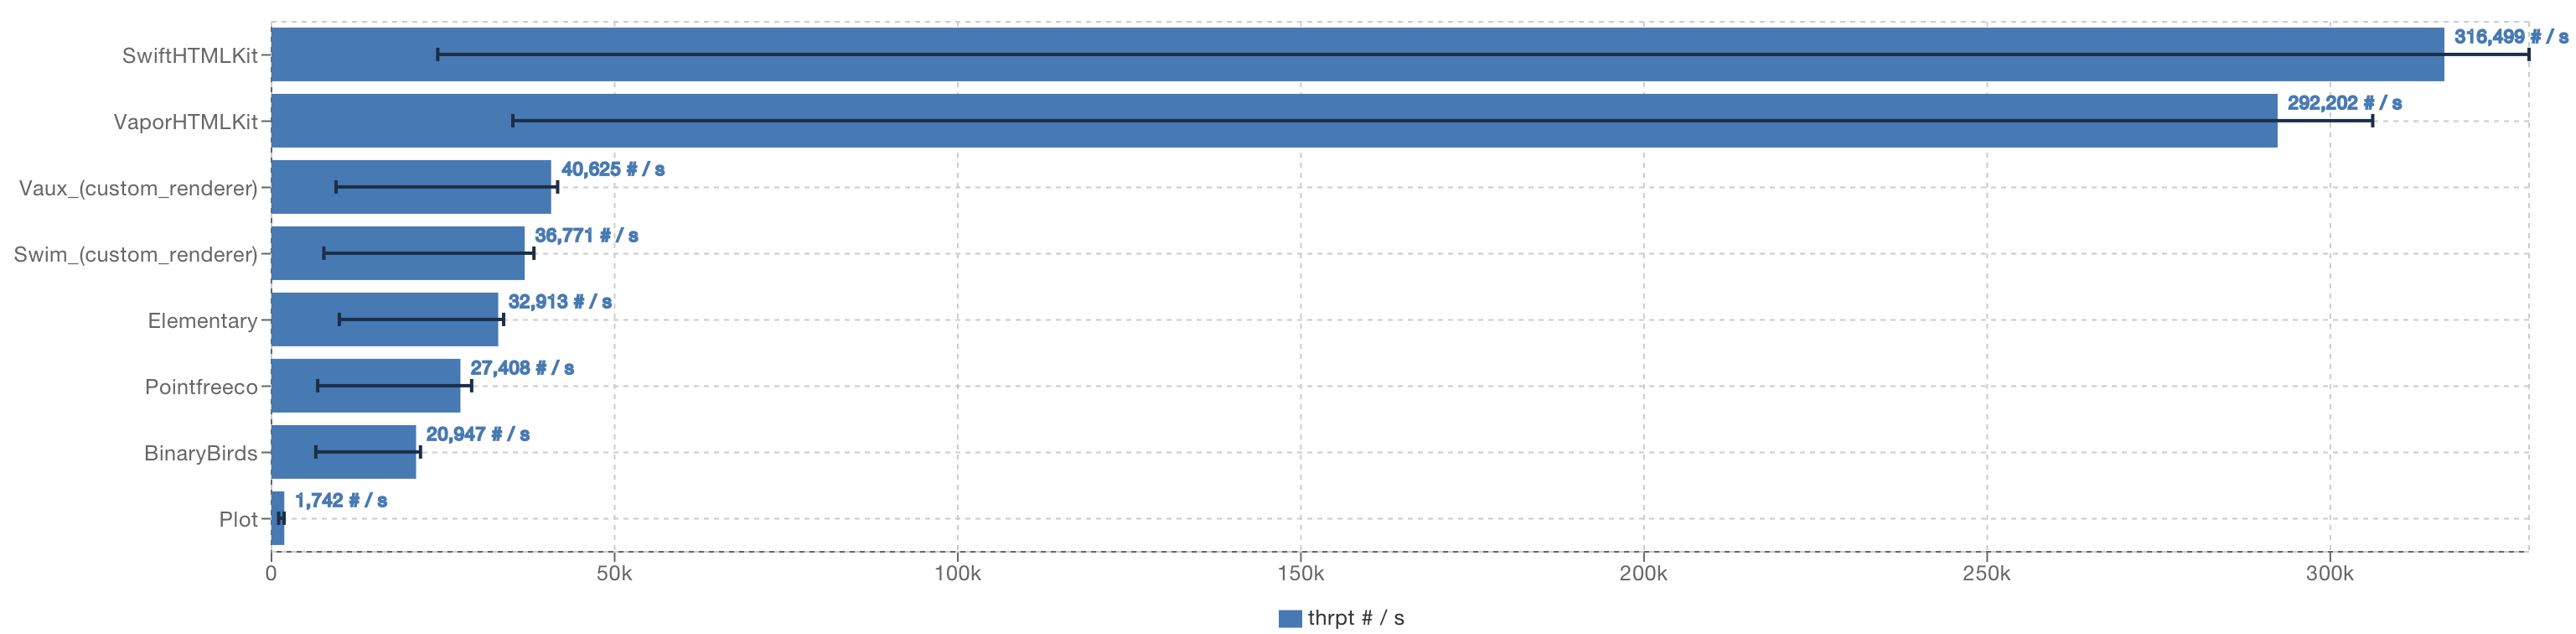 SwiftHTMLKit 316,499 # / s
VaporHTMLKit 292,202 # / s
Vaux_(custom_renderer) 40,625 # / s
Swim_(custom_renderer) 36,771 # / s
Elementary 32,913 # / s
Pointfreeco 27,408 # / s
BinaryBirds 20,947 # / s
Plot 1,742 # / s
0 50k 100k 150k 200k 250k 300k
thrpt # / s